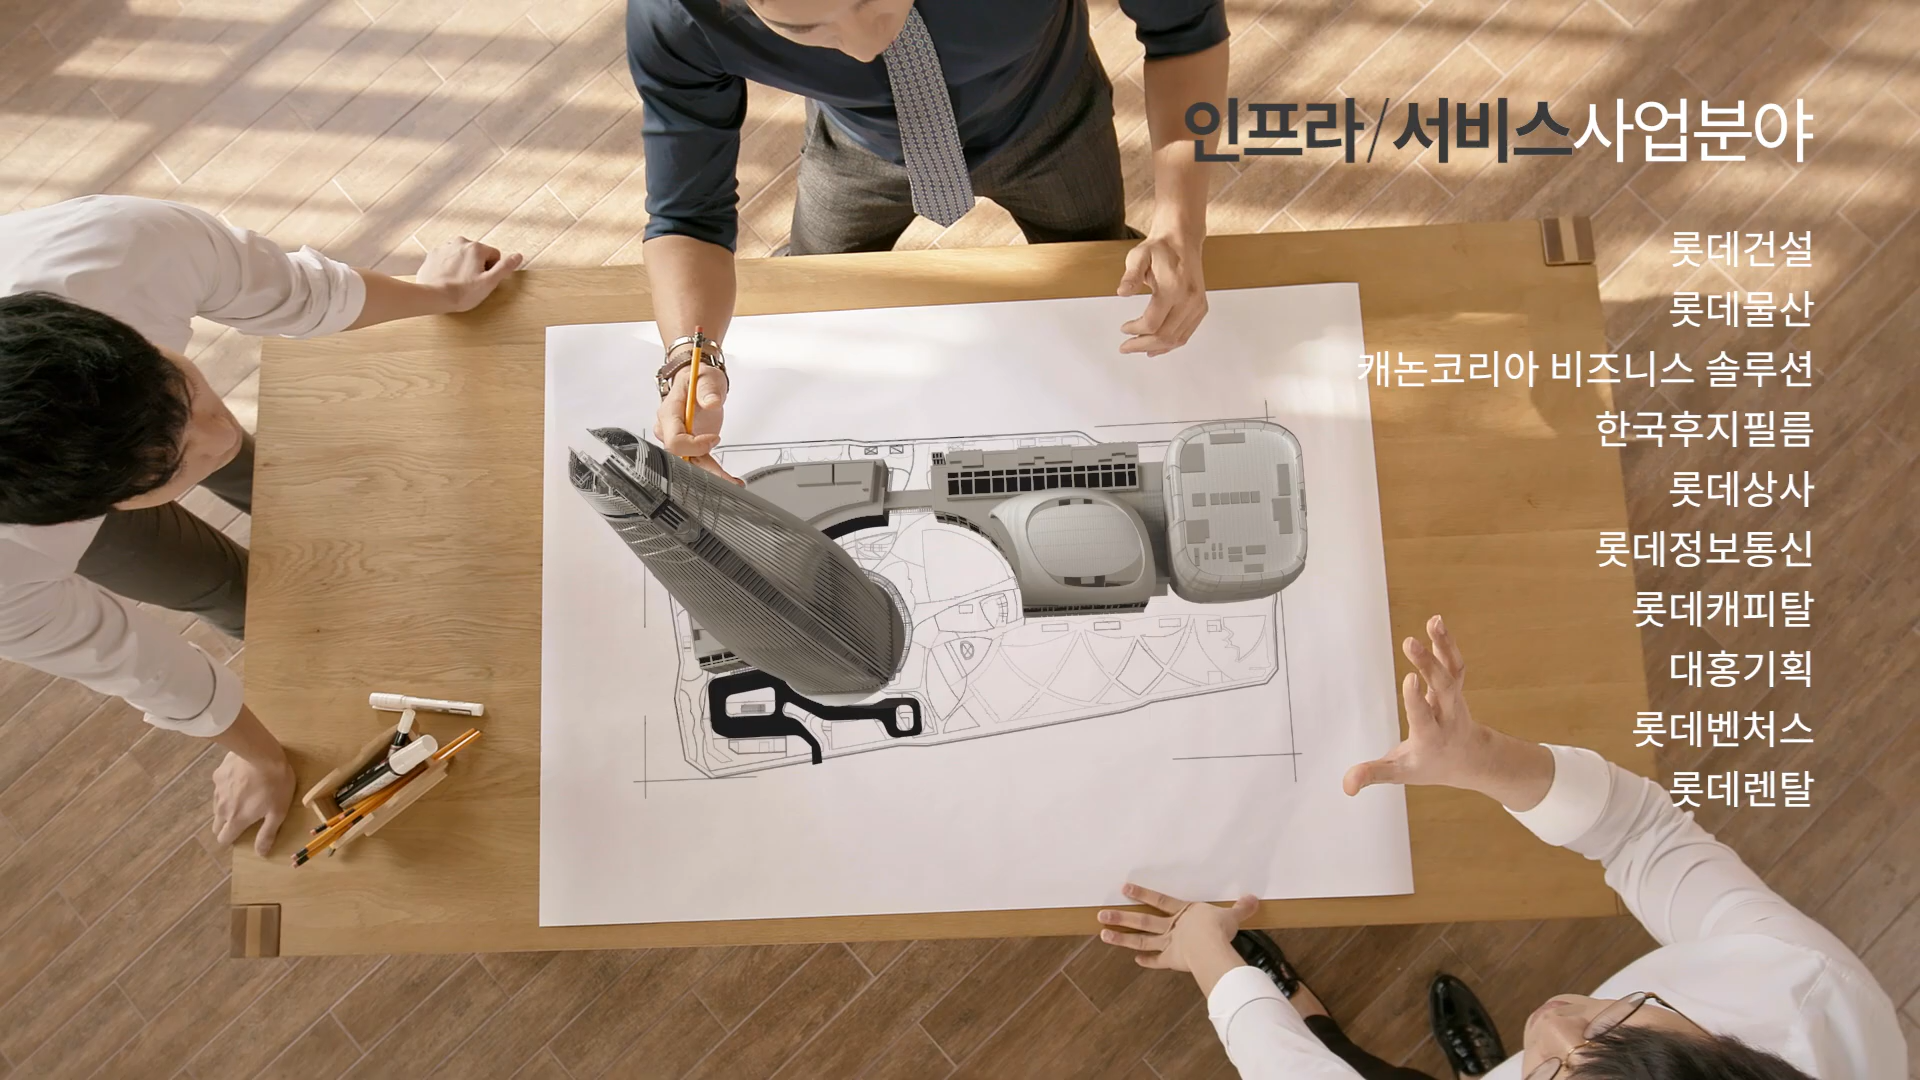 인프라/서비스사업분야
롯데건설
롯데물산
캐논코리아 비즈니스 솔루션
한국후지필름
롯데상사
롯데정보통신
롯데캐피탈
대홍기획
롯데벤처스
롯데렌탈